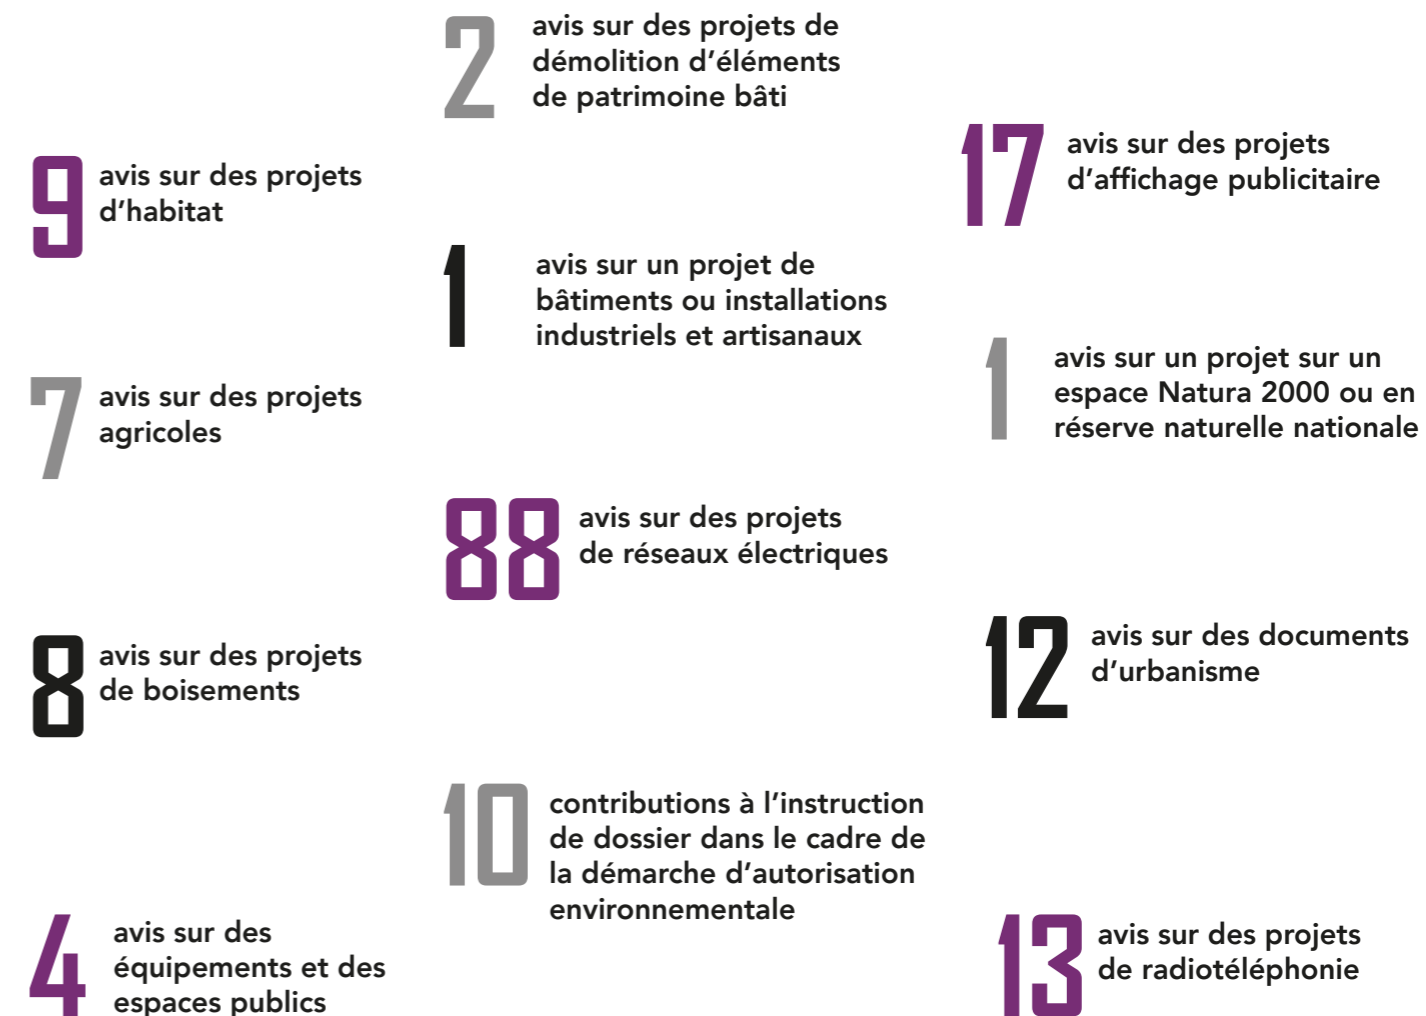 2
avis sur des projets de
démolition d’éléments
de patrimoine bâti
17
avis sur des projets
d’affichage publicitaire
9
avis sur des projets
d’habitat
1
avis sur un projet de
bâtiments ou installations
industriels et artisanaux
1
avis sur un projet sur un
espace Natura 2000 ou en
réserve naturelle nationale
7
avis sur des projets
agricoles
88
avis sur des projets
de réseaux électriques
12
avis sur des documents
d’urbanisme
8
avis sur des projets
de boisements
10
contributions à l’instruction
de dossier dans le cadre de
la démarche d’autorisation
environnementale
4
avis sur des
équipements et des
espaces publics
13
avis sur des projets
de radiotéléphonie